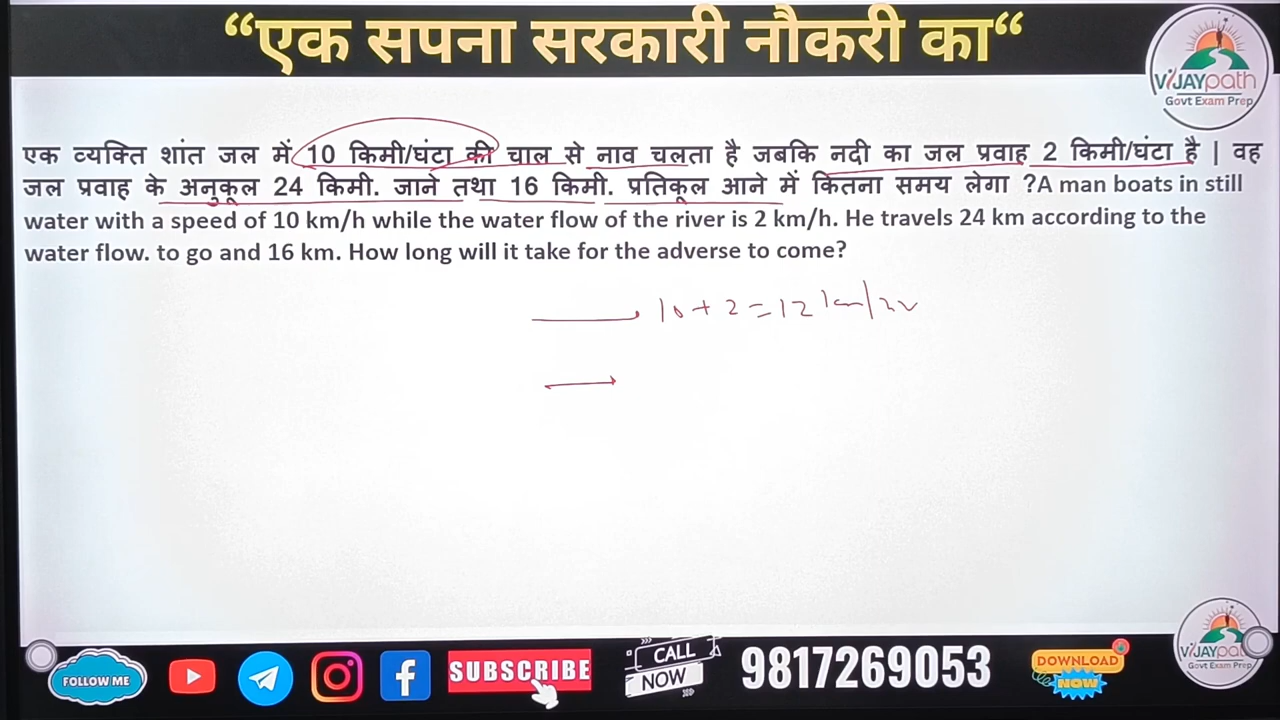 “एक सपना सरकारी नौकरी का“
VIJAYpath
Govt Exam Prep
एक व्यक्ति शांत जल में 10 किमी/घंटा की चाल से नाव चलता है जबकि नदी का जल प्रवाह 2 किमी/घंटा है | वह
जल प्रवाह के अनुकूल 24 किमी. जाने तथा 16 किमी. प्रतिकूल आने में कितना समय लेगा ?A man boats in still
water with a speed of 10 km/h while the water flow of the river is 2 km/h. He travels 24 km according to the
water flow. to go and 16 km. How long will it take for the adverse to come?
10+2=12
FOLLOW ME
SUBSCRIBE
CALL
NOW
9817269053
DOWNLOAD
NOW
VIJAYpath
Govt Exam Prep